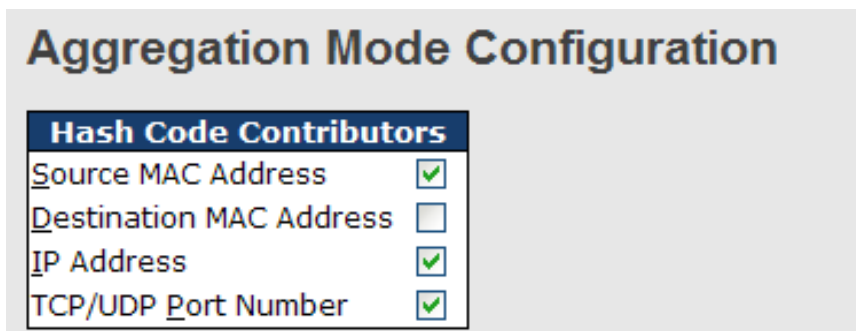 Aggregation Mode Configuration
Hash Code Contributors
Source MAC Address
Destination MAC Address
IP Address
TCP/UDP Port Number